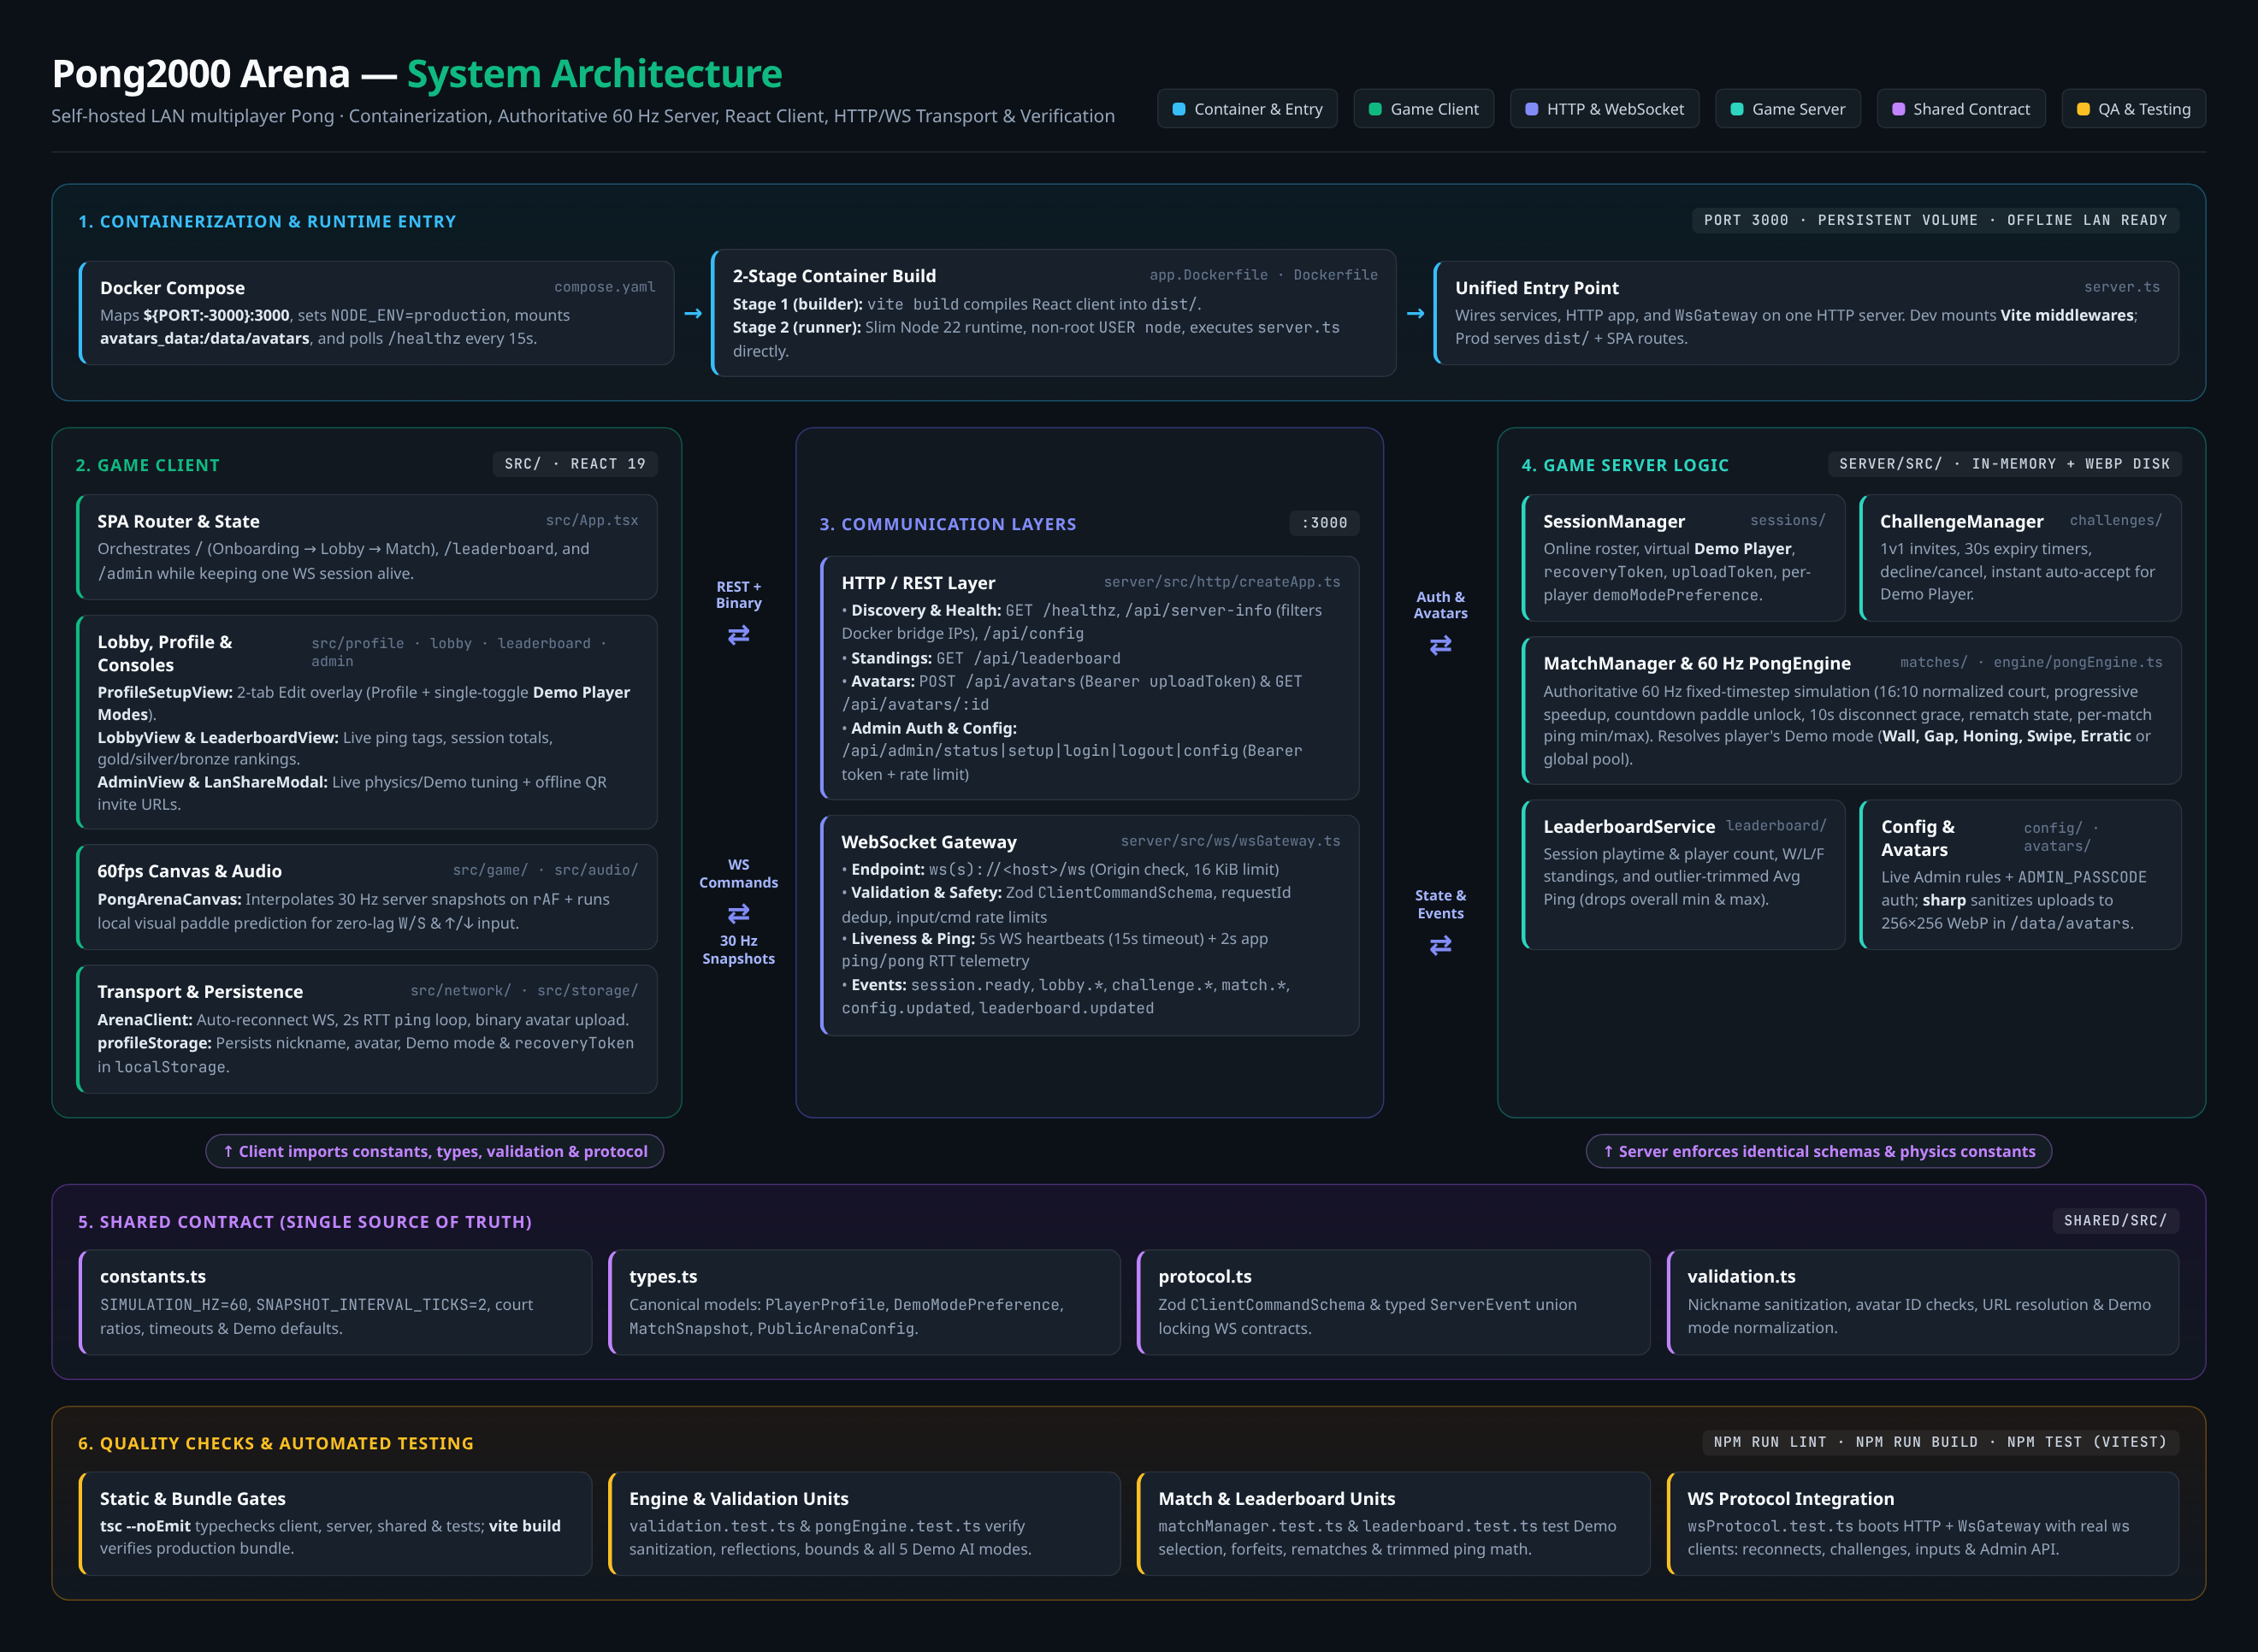 Pong2000 Arena — System Architecture
Self-hosted LAN multiplayer Pong · Containerization, Authoritative 60 Hz Server, React Client, HTTP/WS Transport & Verification
Container & Entry
Game Client
HTTP & WebSocket
Game Server
Shared Contract
QA & Testing
1. CONTAINERIZATION & RUNTIME ENTRY
PORT 3000 · PERSISTENT VOLUME · OFFLINE LAN READY
Docker Compose
compose.yaml
Maps ${PORT:-3000}:3000, sets NODE_ENV=production, mounts
avatars_data:/data/avatars, and polls /healthz every 15s.
→
2-Stage Container Build
app.Dockerfile · Dockerfile
Stage 1 (builder): vite build compiles React client into dist/.
Stage 2 (runner): Slim Node 22 runtime, non-root USER node, executes server.ts
directly.
→
Unified Entry Point
server.ts
Wires services, HTTP app, and WsGateway on one HTTP server. Dev mounts Vite middlewares;
Prod serves dist/ + SPA routes.
2. GAME CLIENT
SRC/ · REACT 19
SPA Router & State
src/App.tsx
Orchestrates / (Onboarding → Lobby → Match), /leaderboard, and
/admin while keeping one WS session alive.
Lobby, Profile &
Consoles
src/profile · lobby · leaderboard ·
admin
ProfileSetupView: 2-tab Edit overlay (Profile + single-toggle Demo Player
Modes).
LobbyView & LeaderboardView: Live ping tags, session totals,
gold/silver/bronze rankings.
AdminView & LanShareModal: Live physics/Demo tuning + offline QR
invite URLs.
60fps Canvas & Audio
src/game/ · src/audio/
PongArenaCanvas: Interpolates 30 Hz server snapshots on rAF + runs
local visual paddle prediction for zero-lag W/S & ↑/↓ input.
Transport & Persistence
src/network/ · src/storage/
ArenaClient: Auto-reconnect WS, 2s RTT ping loop, binary avatar upload.
profileStorage: Persists nickname, avatar, Demo mode & recoveryToken
in localStorage.
REST +
Binary
⇄
WS
Commands
⇄
30 Hz
Snapshots
3. COMMUNICATION LAYERS
:3000
HTTP / REST Layer
server/src/http/createApp.ts
• Discovery & Health: GET /healthz, /api/server-info (filters
Docker bridge IPs), /api/config
• Standings: GET /api/leaderboard
• Avatars: POST /api/avatars (Bearer uploadToken) & GET
/api/avatars/:id
• Admin Auth & Config:
/api/admin/status|setup|login|logout|config (Bearer
token + rate limit)
WebSocket Gateway
server/src/ws/wsGateway.ts
• Endpoint: ws(s)://<host>/ws (Origin check, 16 KiB limit)
• Validation & Safety: Zod ClientCommandSchema, requestId
dedup, input/cmd rate limits
• Liveness & Ping: 5s WS heartbeats (15s timeout) + 2s app
ping/pong RTT telemetry
• Events: session.ready, lobby.*, challenge.*, match.*,
config.updated, leaderboard.updated
Auth &
Avatars
⇄
State &
Events
⇄
4. GAME SERVER LOGIC
SERVER/SRC/ · IN-MEMORY + WEBP DISK
SessionManager
sessions/
Online roster, virtual Demo Player,
recoveryToken, uploadToken, per-
player demoModePreference.
ChallengeManager
challenges/
1v1 invites, 30s expiry timers,
decline/cancel, instant auto-accept for
Demo Player.
MatchManager & 60 Hz PongEngine
matches/ · engine/pongEngine.ts
Authoritative 60 Hz fixed-timestep simulation (16:10 normalized court, progressive
speedup, countdown paddle unlock, 10s disconnect grace, rematch state, per-match
ping min/max). Resolves player's Demo mode (Wall, Gap, Honing, Swipe, Erratic or
global pool).
LeaderboardService
leaderboard/
Session playtime & player count, W/L/F
standings, and outlier-trimmed Avg
Ping (drops overall min & max).
Config &
Avatars
config/ ·
avatars/
Live Admin rules + ADMIN_PASSCODE
auth; sharp sanitizes uploads to
256×256 WebP in /data/avatars.
↑ Client imports constants, types, validation & protocol
↑ Server enforces identical schemas & physics constants
5. SHARED CONTRACT (SINGLE SOURCE OF TRUTH)
SHARED/SRC/
constants.ts
SIMULATION_HZ=60, SNAPSHOT_INTERVAL_TICKS=2, court
ratios, timeouts & Demo defaults.
types.ts
Canonical models: PlayerProfile, DemoModePreference,
MatchSnapshot, PublicArenaConfig.
protocol.ts
Zod ClientCommandSchema & typed ServerEvent union
locking WS contracts.
validation.ts
Nickname sanitization, avatar ID checks, URL resolution & Demo
mode normalization.
6. QUALITY CHECKS & AUTOMATED TESTING
NPM RUN LINT · NPM RUN BUILD · NPM TEST (VITEST)
Static & Bundle Gates
tsc --noEmit typechecks client, server, shared & tests; vite build
verifies production bundle.
Engine & Validation Units
validation.test.ts & pongEngine.test.ts verify
sanitization, reflections, bounds & all 5 Demo AI modes.
Match & Leaderboard Units
matchManager.test.ts & leaderboard.test.ts test Demo
selection, forfeits, rematches & trimmed ping math.
WS Protocol Integration
wsProtocol.test.ts boots HTTP + WsGateway with real ws
clients: reconnects, challenges, inputs & Admin API.